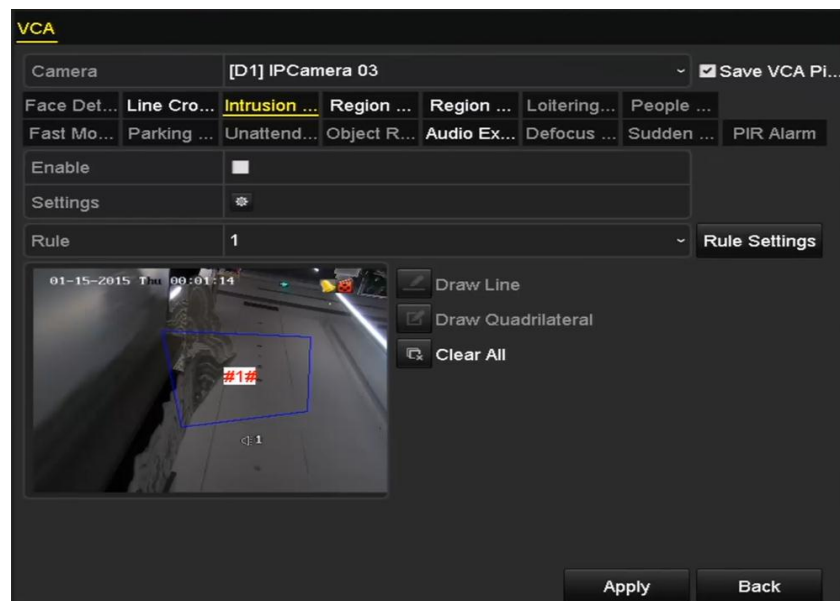 VCA
Camera [D1] IPCamera 03 Save VCA Pi...
Face Det... Line Cro... Intrusion ... Region ... Region ... Loitering... People ...
Fast Mo... Parking ... Unattend... Object R... Audio Ex... Defocus ... Sudden ... PIR Alarm
Enable
Settings
Rule 1 Rule Settings
01-15-2015 Thu 00:01:14
Draw Line
Draw Quadrilateral
Clear All
#1#
1
Apply Back